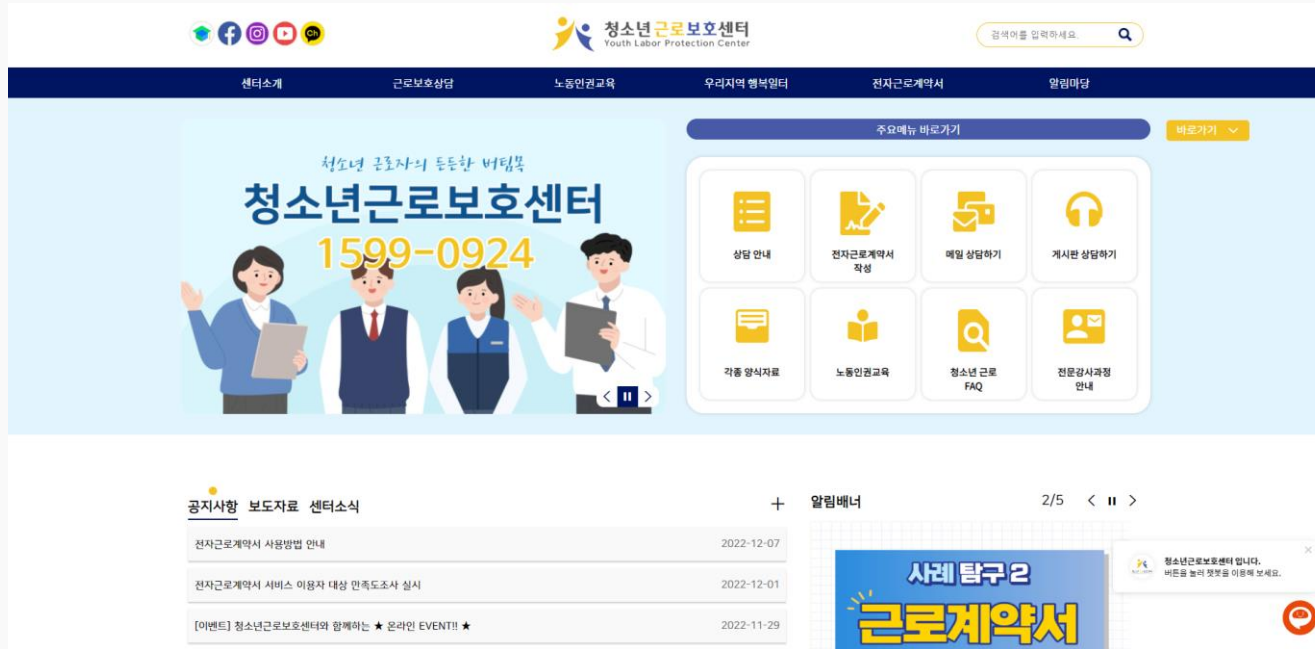 청소년근로보호센터
Youth Labor Protection Center
검색어를 입력하세요.
센터소개
근로보호상담
노동인권교육
우리지역 행복일터
전자근로계약서
알림마당
청소년 근로자의 든든한 버팀목
청소년근로보호센터
1599-0924
주요메뉴 바로가기
바로가기
상담 안내
전자근로계약서
작성
메일 상담하기
게시판 상담하기
각종 양식자료
노동인권교육
청소년 근로
FAQ
전문강사과정
안내
공지사항 보도자료 센터소식
전자근로계약서 사용방법 안내 2022-12-07
전자근로계약서 서비스 이용자 대상 만족도조사 실시 2022-12-01
[이벤트] 청소년근로보호센터와 함께하는 ★ 온라인 EVENT!! ★ 2022-11-29
알림배너 2/5
사례 탐구 2
근로계약서
청소년근로보호센터 입니다.
버튼을 눌러 챗봇을 이용해 보세요.